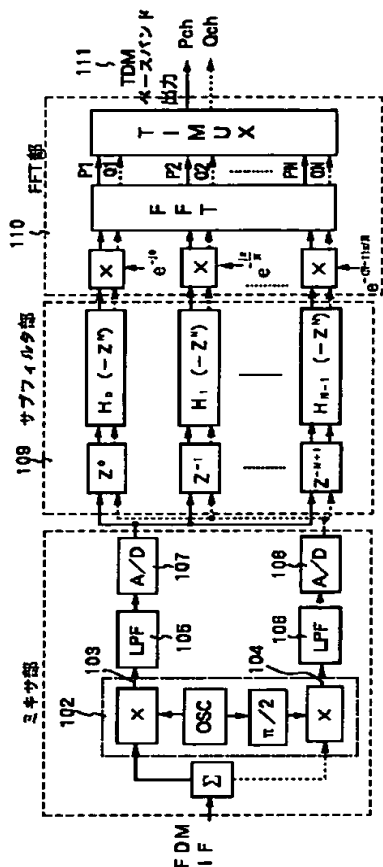 ミキサ部
FDM
IF
Σ
102
×
103
OSC
π/2
×
104
LPF
105
LPF
106
A/D
107
A/D
108
109
サブフィルタ部
Z⁰
H₀ (-Zᴺ)
Z⁻¹
H₁ (-Zᴺ)
Z⁻ᴺ⁺¹
H_N-1 (-Zᴺ)
110
FFT部
×
e^-j0
×
×
FFT
P1
Q1
P2
Q2
PN
QN
TIMUX
111
TDM
ベースバンド
出力
Pch
Qch